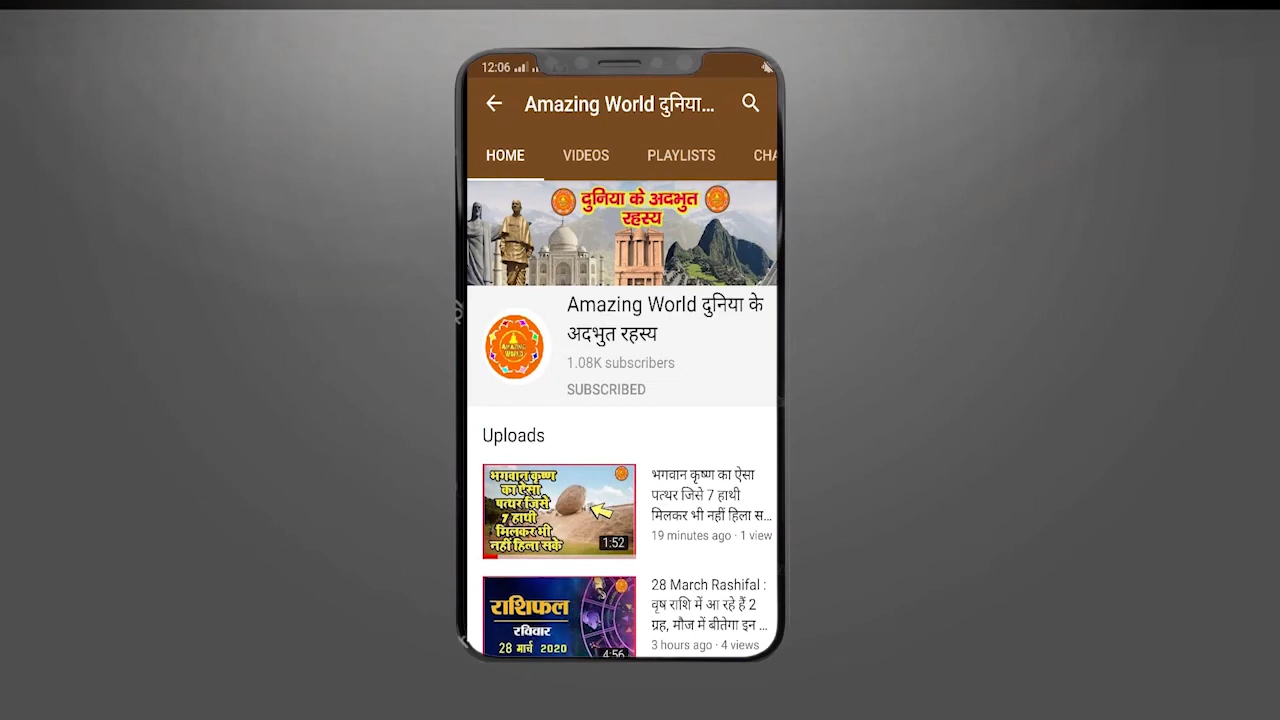 12:06
Amazing World दुनिया...
HOME VIDEOS PLAYLISTS CHA
दुनिया के अदभुत
रहस्य
Amazing World दुनिया के
अदभुत रहस्य
AMAZING
WORLD
1.08K subscribers
SUBSCRIBED
Uploads
भगवान कृष्ण
का ऐसा
पत्थर जिसे
7 हाथी
मिलकर भी
नहीं हिला सके
1:52
भगवान कृष्ण का ऐसा
पत्थर जिसे 7 हाथी
मिलकर भी नहीं हिला स...
19 minutes ago · 1 view
राशिफल
रविवार
28 मार्च 2020
4:56
28 March Rashifal :
वृष राशि में आ रहे हैं 2
ग्रह, मौज में बीतेगा इन ...
3 hours ago · 4 views